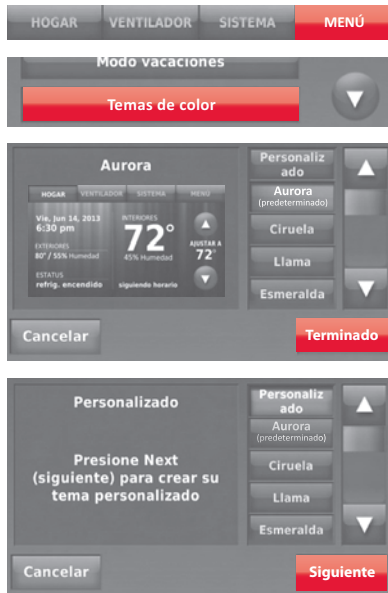 HOGAR VENTILADOR SISTEMA MENÚ
Modo vacaciones
Temas de color
Aurora
HOGAR VENTILADOR SISTEMA MENÚ
Vie, Jun 14, 2013
6:30 pm
EXTERIORES
80° / 55% Humedad
ESTATUS
refrig. encendido
INTERIORES
72°
45% Humedad
siguiendo horario
AJUSTAR A
72°
Personaliz
ado
Aurora
(predeterminado)
Ciruela
Llama
Esmeralda
Cancelar
Terminado
Personalizado
Presione Next
(siguiente) para crear su
tema personalizado
Personaliz
ado
Aurora
(predeterminado)
Ciruela
Llama
Esmeralda
Cancelar
Siguiente